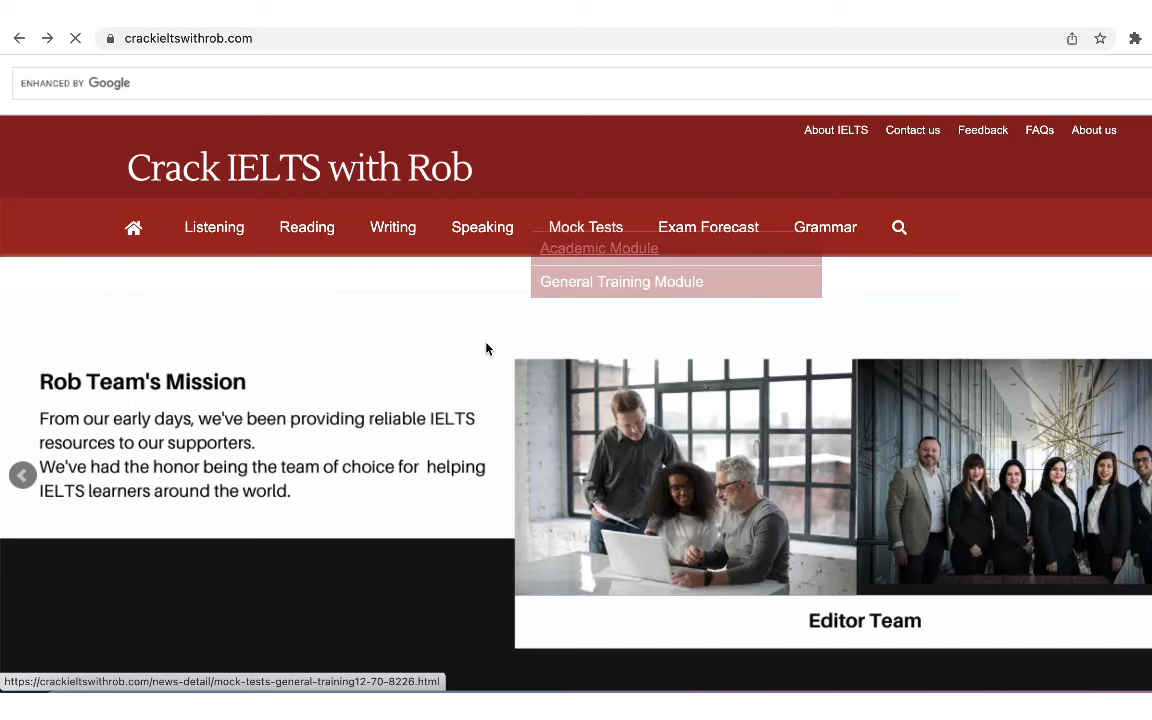 crackieltswithrob.com
ENHANCED BY Google
About IELTS Contact us Feedback FAQs About us
Crack IELTS with Rob
Listening Reading Writing Speaking Mock Tests Exam Forecast Grammar
Academic Module
General Training Module
Rob Team's Mission
From our early days, we've been providing reliable IELTS
resources to our supporters.
We've had the honor being the team of choice for helping
IELTS learners around the world.
Editor Team
https://crackieltswithrob.com/news-detail/mock-tests-general-training12-70-8226.html